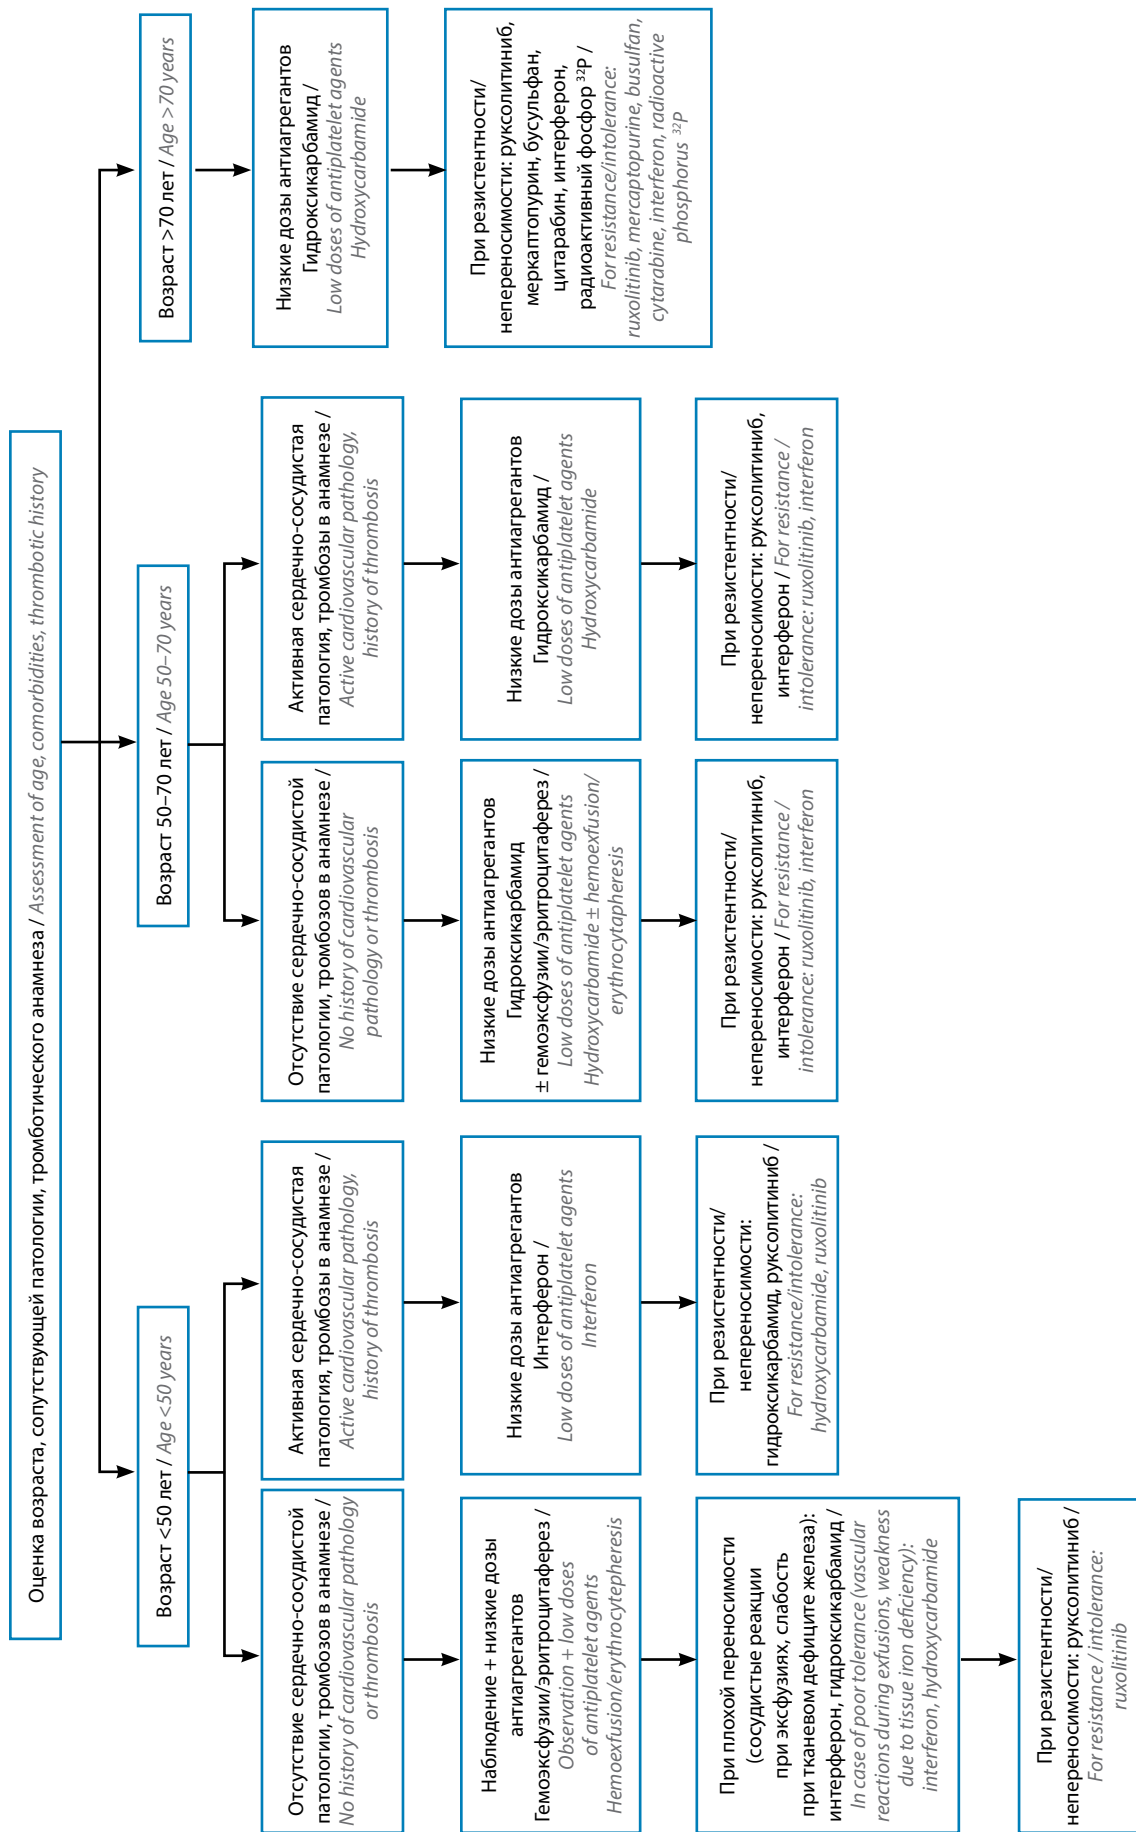 Оценка возраста, сопутствующей патологии, тромботического анамнеза / Assessment of age, comorbidities, thrombotic history
Возраст <50 лет / Age <50 years
Возраст 50–70 лет / Age 50–70 years
Возраст >70 лет / Age >70 years
Отсутствие сердечно-сосудистой
патологии, тромбозов в анамнезе /
No history of cardiovascular pathology
or thrombosis
Активная сердечно-сосудистая
патология, тромбозы в анамнезе /
Active cardiovascular pathology,
history of thrombosis
Отсутствие сердечно-сосудистой
патологии, тромбозов в анамнезе /
No history of cardiovascular
pathology or thrombosis
Активная сердечно-сосудистая
патология, тромбозы в анамнезе /
Active cardiovascular pathology,
history of thrombosis
Низкие дозы антиагрегантов
Гидроксикарбамид /
Low doses of antiplatelet agents
Hydroxycarbamide
Наблюдение + низкие дозы
антиагрегантов
Гемоексфузии/эритроцитаферез /
Observation + low doses
of antiplatelet agents
Hemoexfusion/erythrocytepheresis
Низкие дозы антиагрегантов
Интерферон /
Low doses of antiplatelet agents
Interferon
Низкие дозы антиагрегантов
Гидроксикарбамид
± гемоэксфузии/эритроцитаферез /
Low doses of antiplatelet agents
Hydroxycarbamide ± hemoexfusion/
erythrocytapheresis
Низкие дозы антиагрегантов
Гидроксикарбамид /
Low doses of antiplatelet agents
Hydroxycarbamide
При резистентности/
непереносимости: руксолитиниб,
меркаптопурин, бусульфан,
цитарабин, интерферон,
радиоактивный фосфор ³²P /
For resistance/intolerance:
ruxolitinib, mercaptopurine, busulfan,
cytarabine, interferon, radioactive
phosphorus ³²P
При плохой переносимости
(сосудистые реакции
при эксфузиях, слабость
при тканевом дефиците железа):
интерферон, гидроксикарбамид /
In case of poor tolerance (vascular
reactions during exfusions, weakness
due to tissue iron deficiency):
interferon, hydroxycarbamide
При резистентности/
непереносимости:
гидроксикарбамид, руксолитиниб /
For resistance/intolerance:
hydroxycarbamide, ruxolitinib
При резистентности/
непереносимости: руксолитиниб,
интерферон / For resistance /
intolerance: ruxolitinib, interferon
При резистентности/
непереносимости: руксолитиниб,
интерферон / For resistance /
intolerance: ruxolitinib, interferon
При резистентности/
непереносимости: руксолитиниб /
For resistance / intolerance:
ruxolitinib